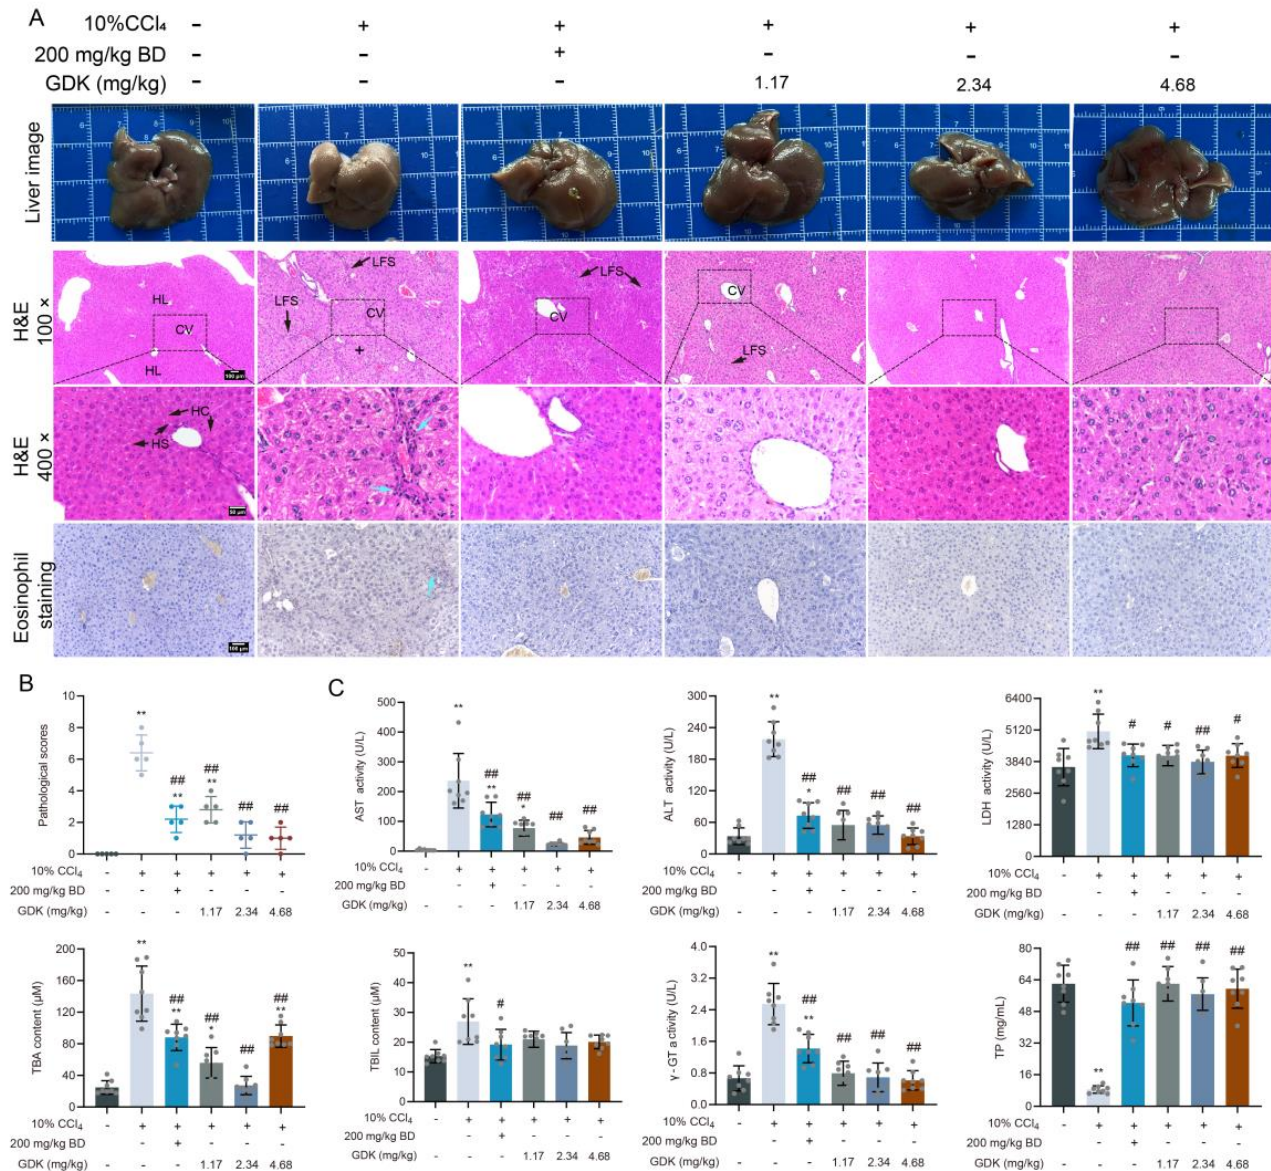 A
10%CCl₄ - + + + + +
200 mg/kg BD - - + - - -
GDK (mg/kg) - - - 1.17 2.34 4.68
Liver image
H&E
100 ×
HL
CV
HL
100 μm
LFS
LFS
CV
+
LFS
CV
CV
LFS
H&E
400 ×
HC
HS
50 μm
Eosinophil
staining
100 μm
B
Pathological scores
10
8
6
4
2
0
**
##
**
##
**
##
##
10% CCl₄ - + + + + +
200 mg/kg BD - - + - - -
GDK (mg/kg) - - - 1.17 2.34 4.68
C
AST activity (U/L)
500
400
300
200
100
0
**
##
**
##
*
##
##
10% CCl₄ - + + + + +
200 mg/kg BD - - + - - -
GDK (mg/kg) - - - 1.17 2.34 4.68
ALT activity (U/L)
300
240
180
120
60
0
**
##
*
##
##
##
10% CCl₄ - + + + + +
200 mg/kg BD - - + - - -
GDK (mg/kg) - - - 1.17 2.34 4.68
LDH activity (U/L)
6400
5120
3840
2560
1280
0
**
#
#
##
#
10% CCl₄ - + + + + +
200 mg/kg BD - - + - - -
GDK (mg/kg) - - - 1.17 2.34 4.68
TBA content (μM)
200
160
120
80
40
0
**
##
**
##
*
##
##
**
10% CCl₄ - + + + + +
200 mg/kg BD - - + - - -
GDK (mg/kg) - - - 1.17 2.34 4.68
TBIL content (μM)
50
40
30
20
10
0
**
#
10% CCl₄ - + + + + +
200 mg/kg BD - - + - - -
GDK (mg/kg) - - - 1.17 2.34 4.68
γ-GT activity (U/L)
4.0
3.2
2.4
1.6
0.8
0.0
**
##
**
##
##
##
10% CCl₄ - + + + + +
200 mg/kg BD - - + - - -
GDK (mg/kg) - - - 1.17 2.34 4.68
TP (mg/mL)
80
64
48
32
16
0
**
##
##
##
##
10% CCl₄ - + + + + +
200 mg/kg BD - - + - - -
GDK (mg/kg) - - - 1.17 2.34 4.68